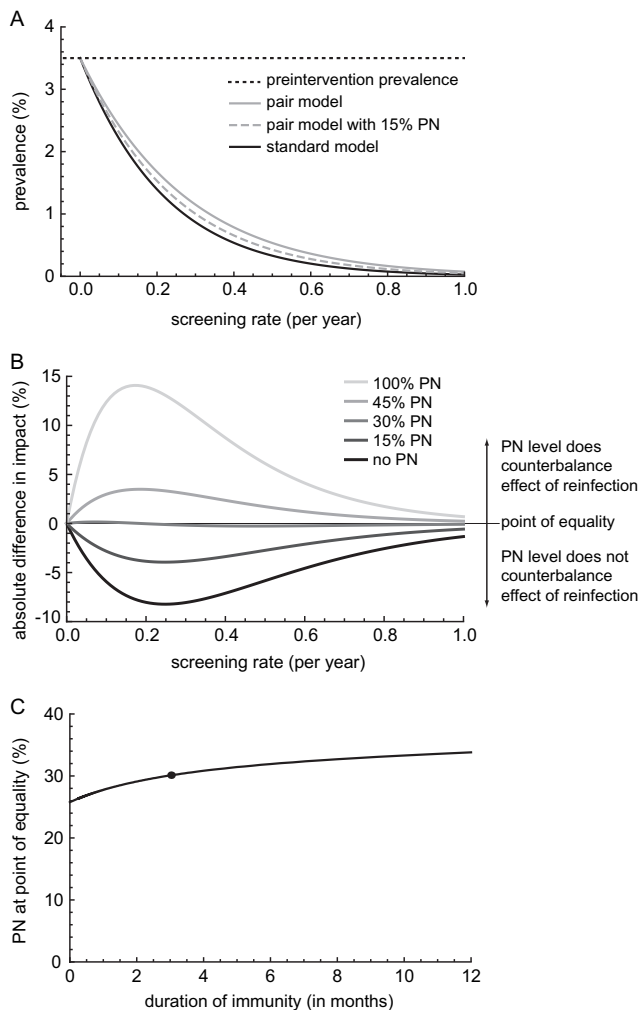 A
4
3
2
1
0
prevalence (%)
preintervention prevalence
pair model
pair model with 15% PN
standard model
0.0 0.2 0.4 0.6 0.8 1.0
screening rate (per year)
B
15
10
5
0
-5
-10
absolute difference in impact (%)
100% PN
45% PN
30% PN
15% PN
no PN
PN level does
counterbalance
effect of reinfection
point of equality
PN level does not
counterbalance
effect of reinfection
0.0 0.2 0.4 0.6 0.8 1.0
screening rate (per year)
C
40
30
20
10
0
PN at point of equality (%)
0 2 4 6 8 10 12
duration of immunity (in months)